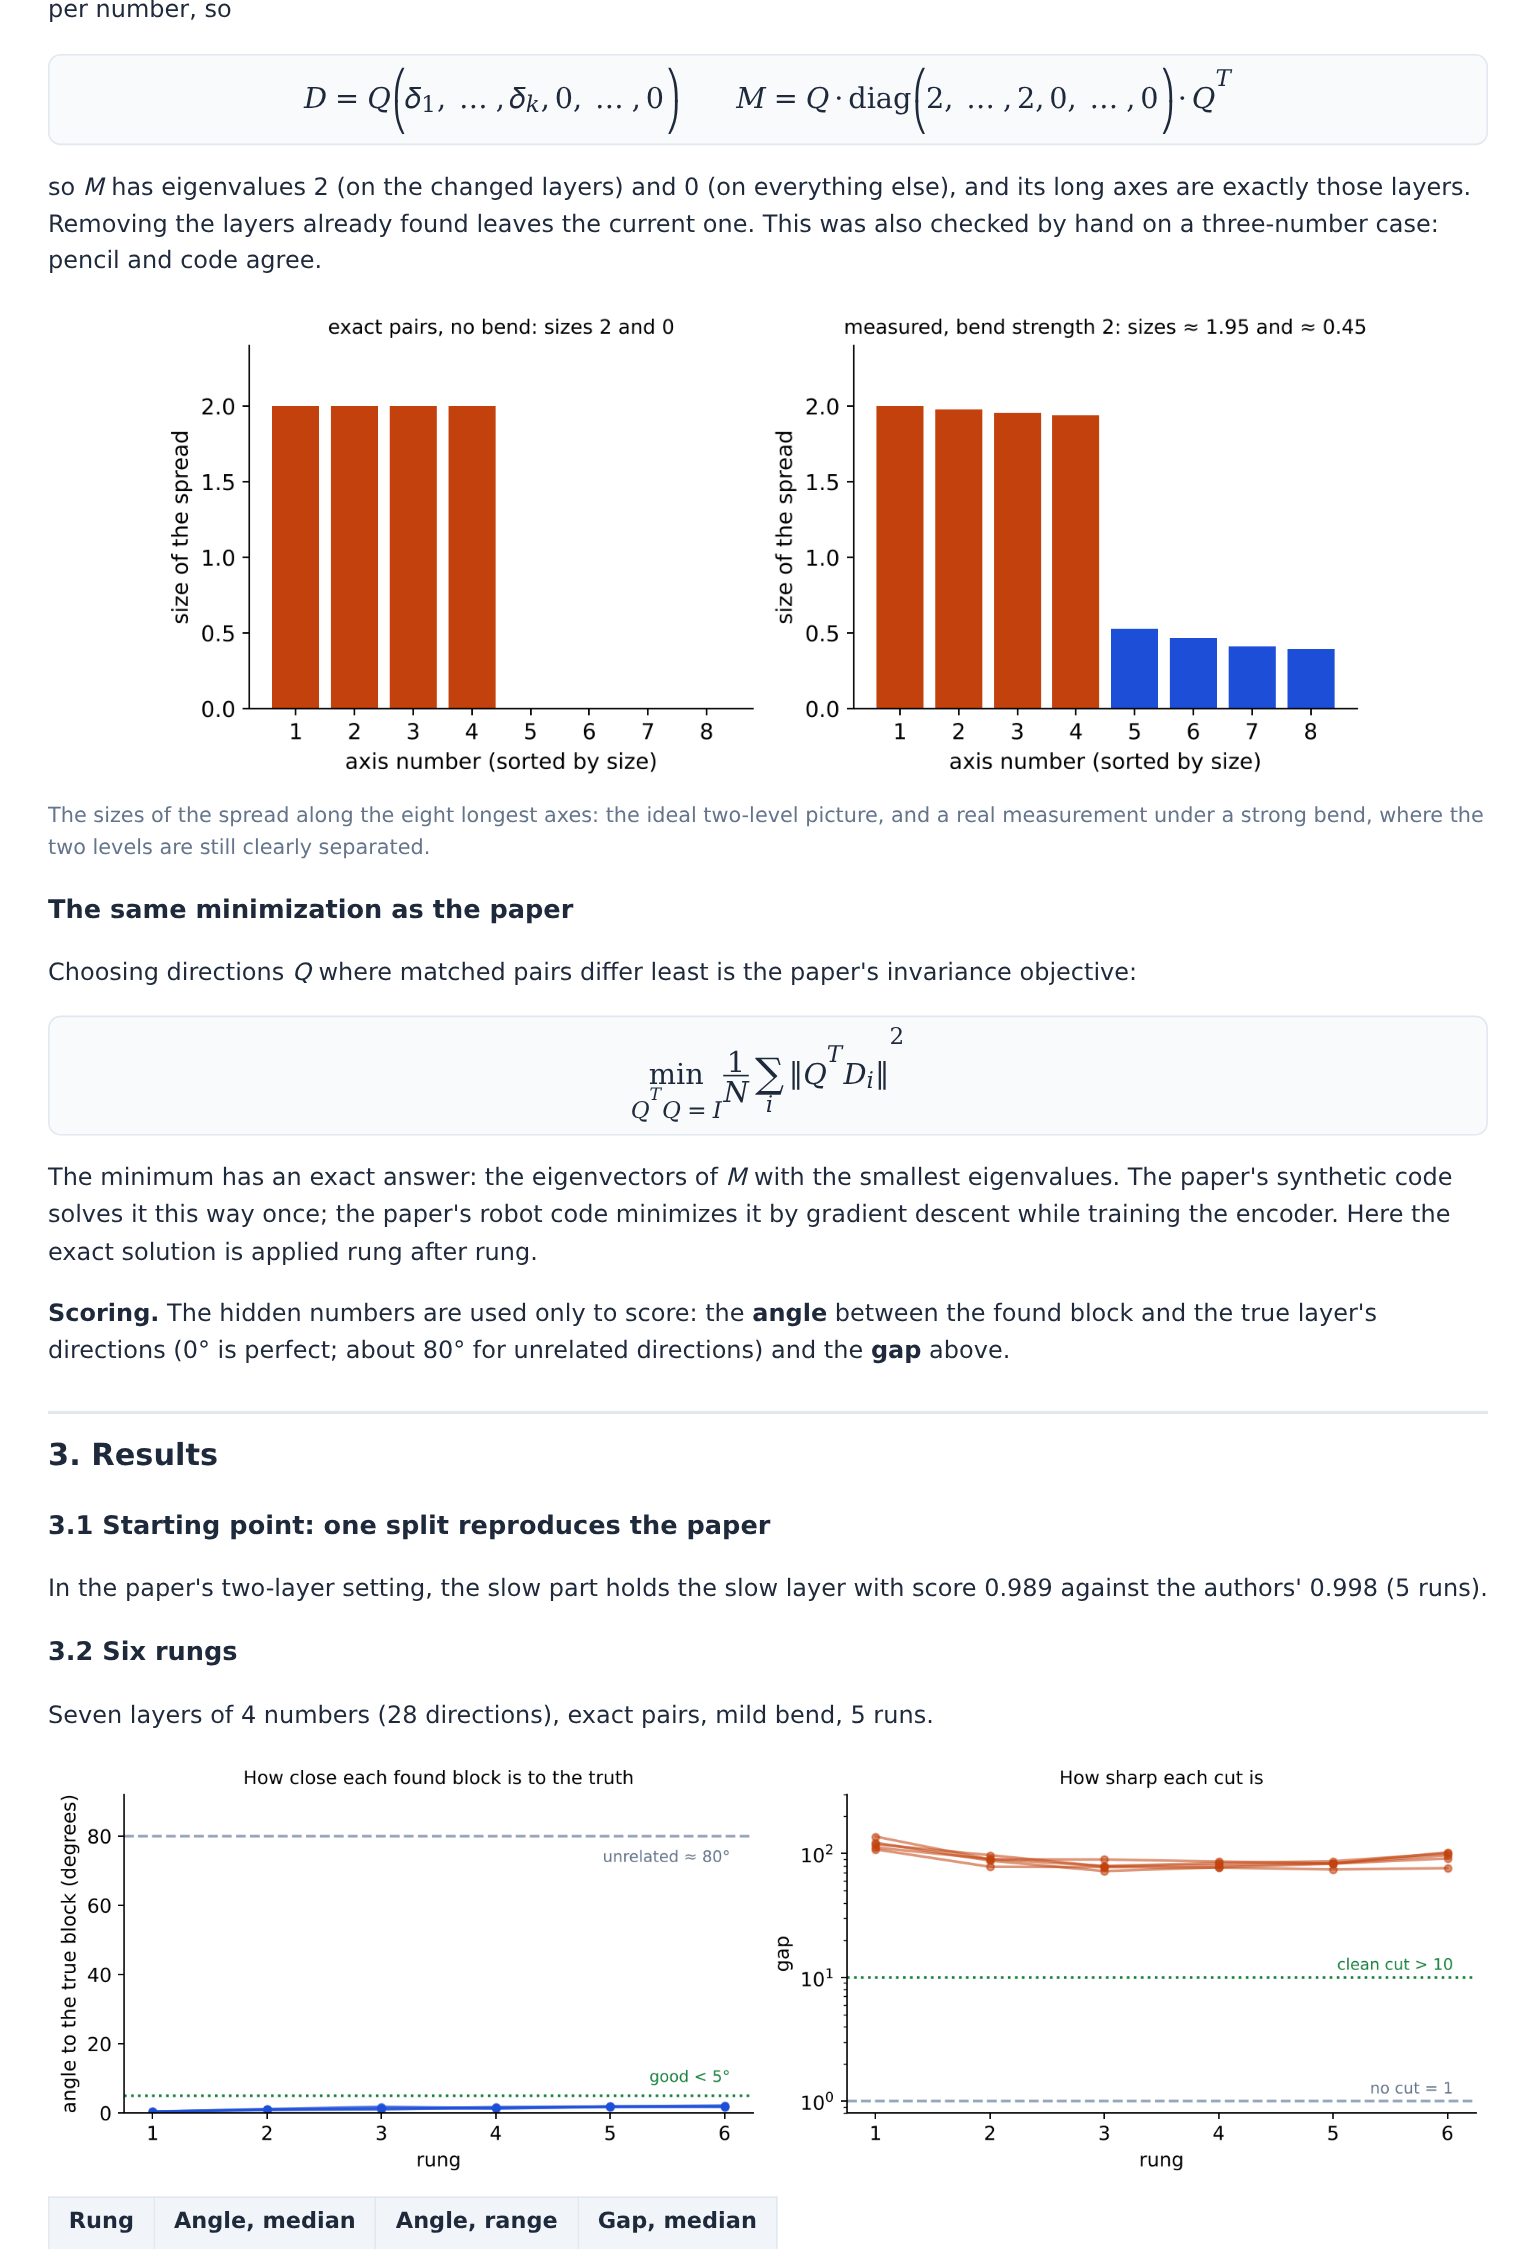 per number, so
D = Q(δ₁, … , δₖ, 0, … , 0)  M = Q · diag(2, … , 2, 0, … , 0) · Qᵀ
so M has eigenvalues 2 (on the changed layers) and 0 (on everything else), and its long axes are exactly those layers.
Removing the layers already found leaves the current one. This was also checked by hand on a three-number case:
pencil and code agree.
exact pairs, no bend: sizes 2 and 0
size of the spread
2.0
1.5
1.0
0.5
0.0
1 2 3 4 5 6 7 8
axis number (sorted by size)
measured, bend strength 2: sizes ≈ 1.95 and ≈ 0.45
size of the spread
2.0
1.5
1.0
0.5
0.0
1 2 3 4 5 6 7 8
axis number (sorted by size)
The sizes of the spread along the eight longest axes: the ideal two-level picture, and a real measurement under a strong bend, where the
two levels are still clearly separated.
The same minimization as the paper
Choosing directions Q where matched pairs differ least is the paper's invariance objective:
min_{QᵀQ = I} 1/N ∑ᵢ ‖QᵀDᵢ‖²
The minimum has an exact answer: the eigenvectors of M with the smallest eigenvalues. The paper's synthetic code
solves it this way once; the paper's robot code minimizes it by gradient descent while training the encoder. Here the
exact solution is applied rung after rung.
Scoring. The hidden numbers are used only to score: the angle between the found block and the true layer's
directions (0° is perfect; about 80° for unrelated directions) and the gap above.
3. Results
3.1 Starting point: one split reproduces the paper
In the paper's two-layer setting, the slow part holds the slow layer with score 0.989 against the authors' 0.998 (5 runs).
3.2 Six rungs
Seven layers of 4 numbers (28 directions), exact pairs, mild bend, 5 runs.
How close each found block is to the truth
angle to the true block (degrees)
80
60
40
20
0
unrelated ≈ 80°
good < 5°
1 2 3 4 5 6
rung
How sharp each cut is
gap
10²
10¹
10⁰
clean cut > 10
no cut = 1
1 2 3 4 5 6
rung
Rung Angle, median Angle, range Gap, median